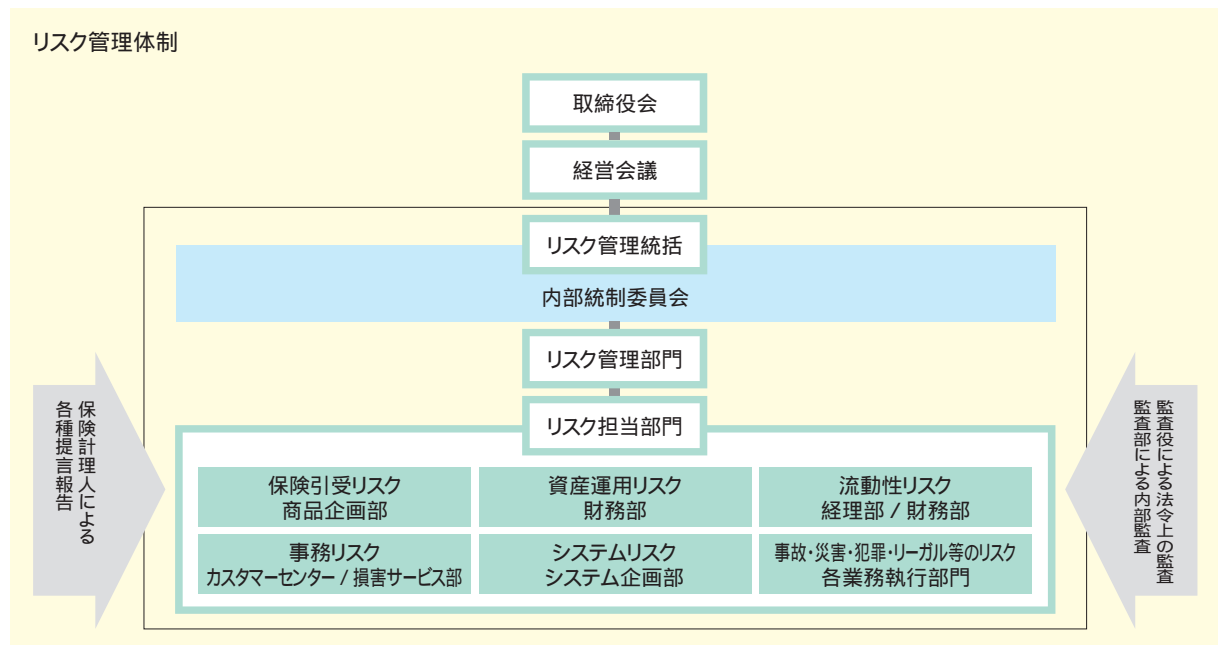 リスク管理体制
取締役会
経営会議
リスク管理統括
内部統制委員会
リスク管理部門
リスク担当部門
保険引受リスク
商品企画部
資産運用リスク
財務部
流動性リスク
経理部 / 財務部
事務リスク
カスタマーセンター / 損害サービス部
システムリスク
システム企画部
事故・災害・犯罪・リーガル等のリスク
各業務執行部門
保険計理人による
各種提言報告
監査役による法令上の監査
監査部による内部監査